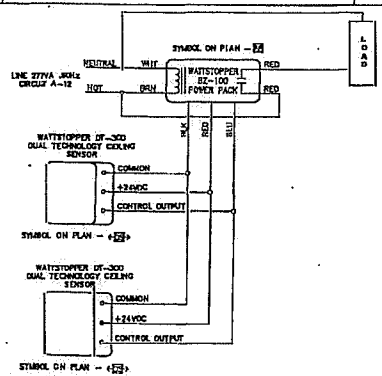 SYMBOL ON PLAN -
LOAD
NEUTRAL WHT
WATTSTOPPER
BZ-100
POWER PACK
RED
LINE 277VA
CIRCUIT A-12
HOT BRN
RED
BLK
RED
BLU
WATTSTOPPER DT-300
DUAL TECHNOLOGY CEILING
SENSOR
COMMON
+24VDC
CONTROL OUTPUT
SYMBOL ON PLAN -
WATTSTOPPER DT-300
DUAL TECHNOLOGY CEILING
SENSOR
COMMON
+24VDC
CONTROL OUTPUT
SYMBOL ON PLAN -